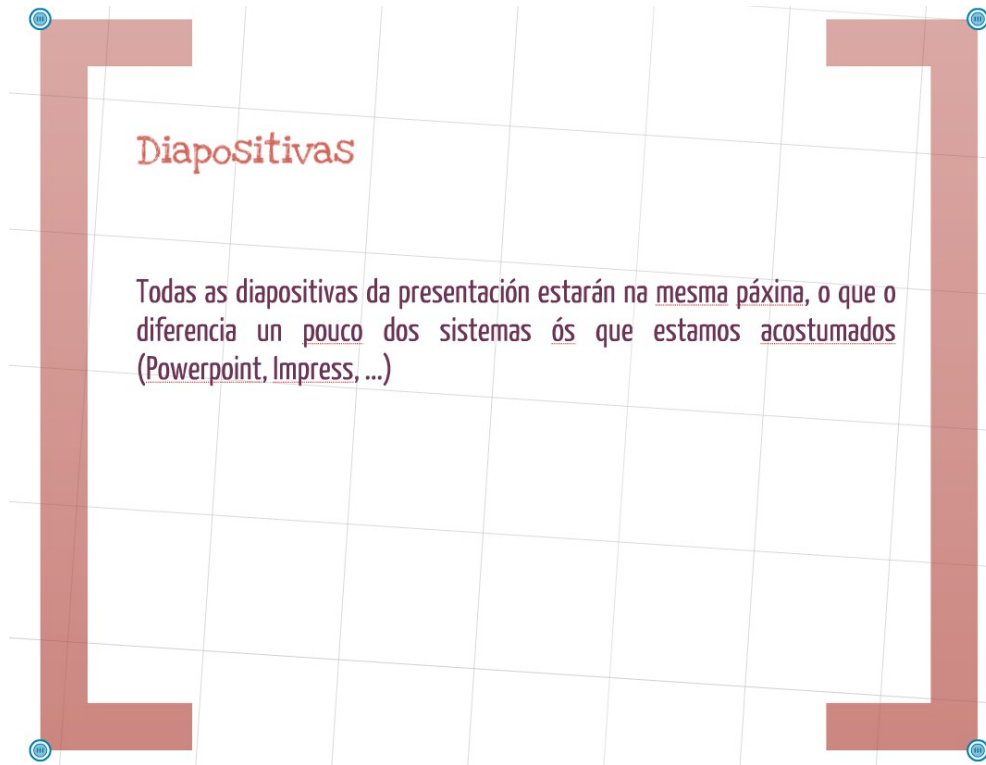 Diapositivas
Todas as diapositivas da presentación estarán na mesma páxina, o que o
diferencia un pouco dos sistemas ós que estamos acostumados
(Powerpoint, Impress, ...)